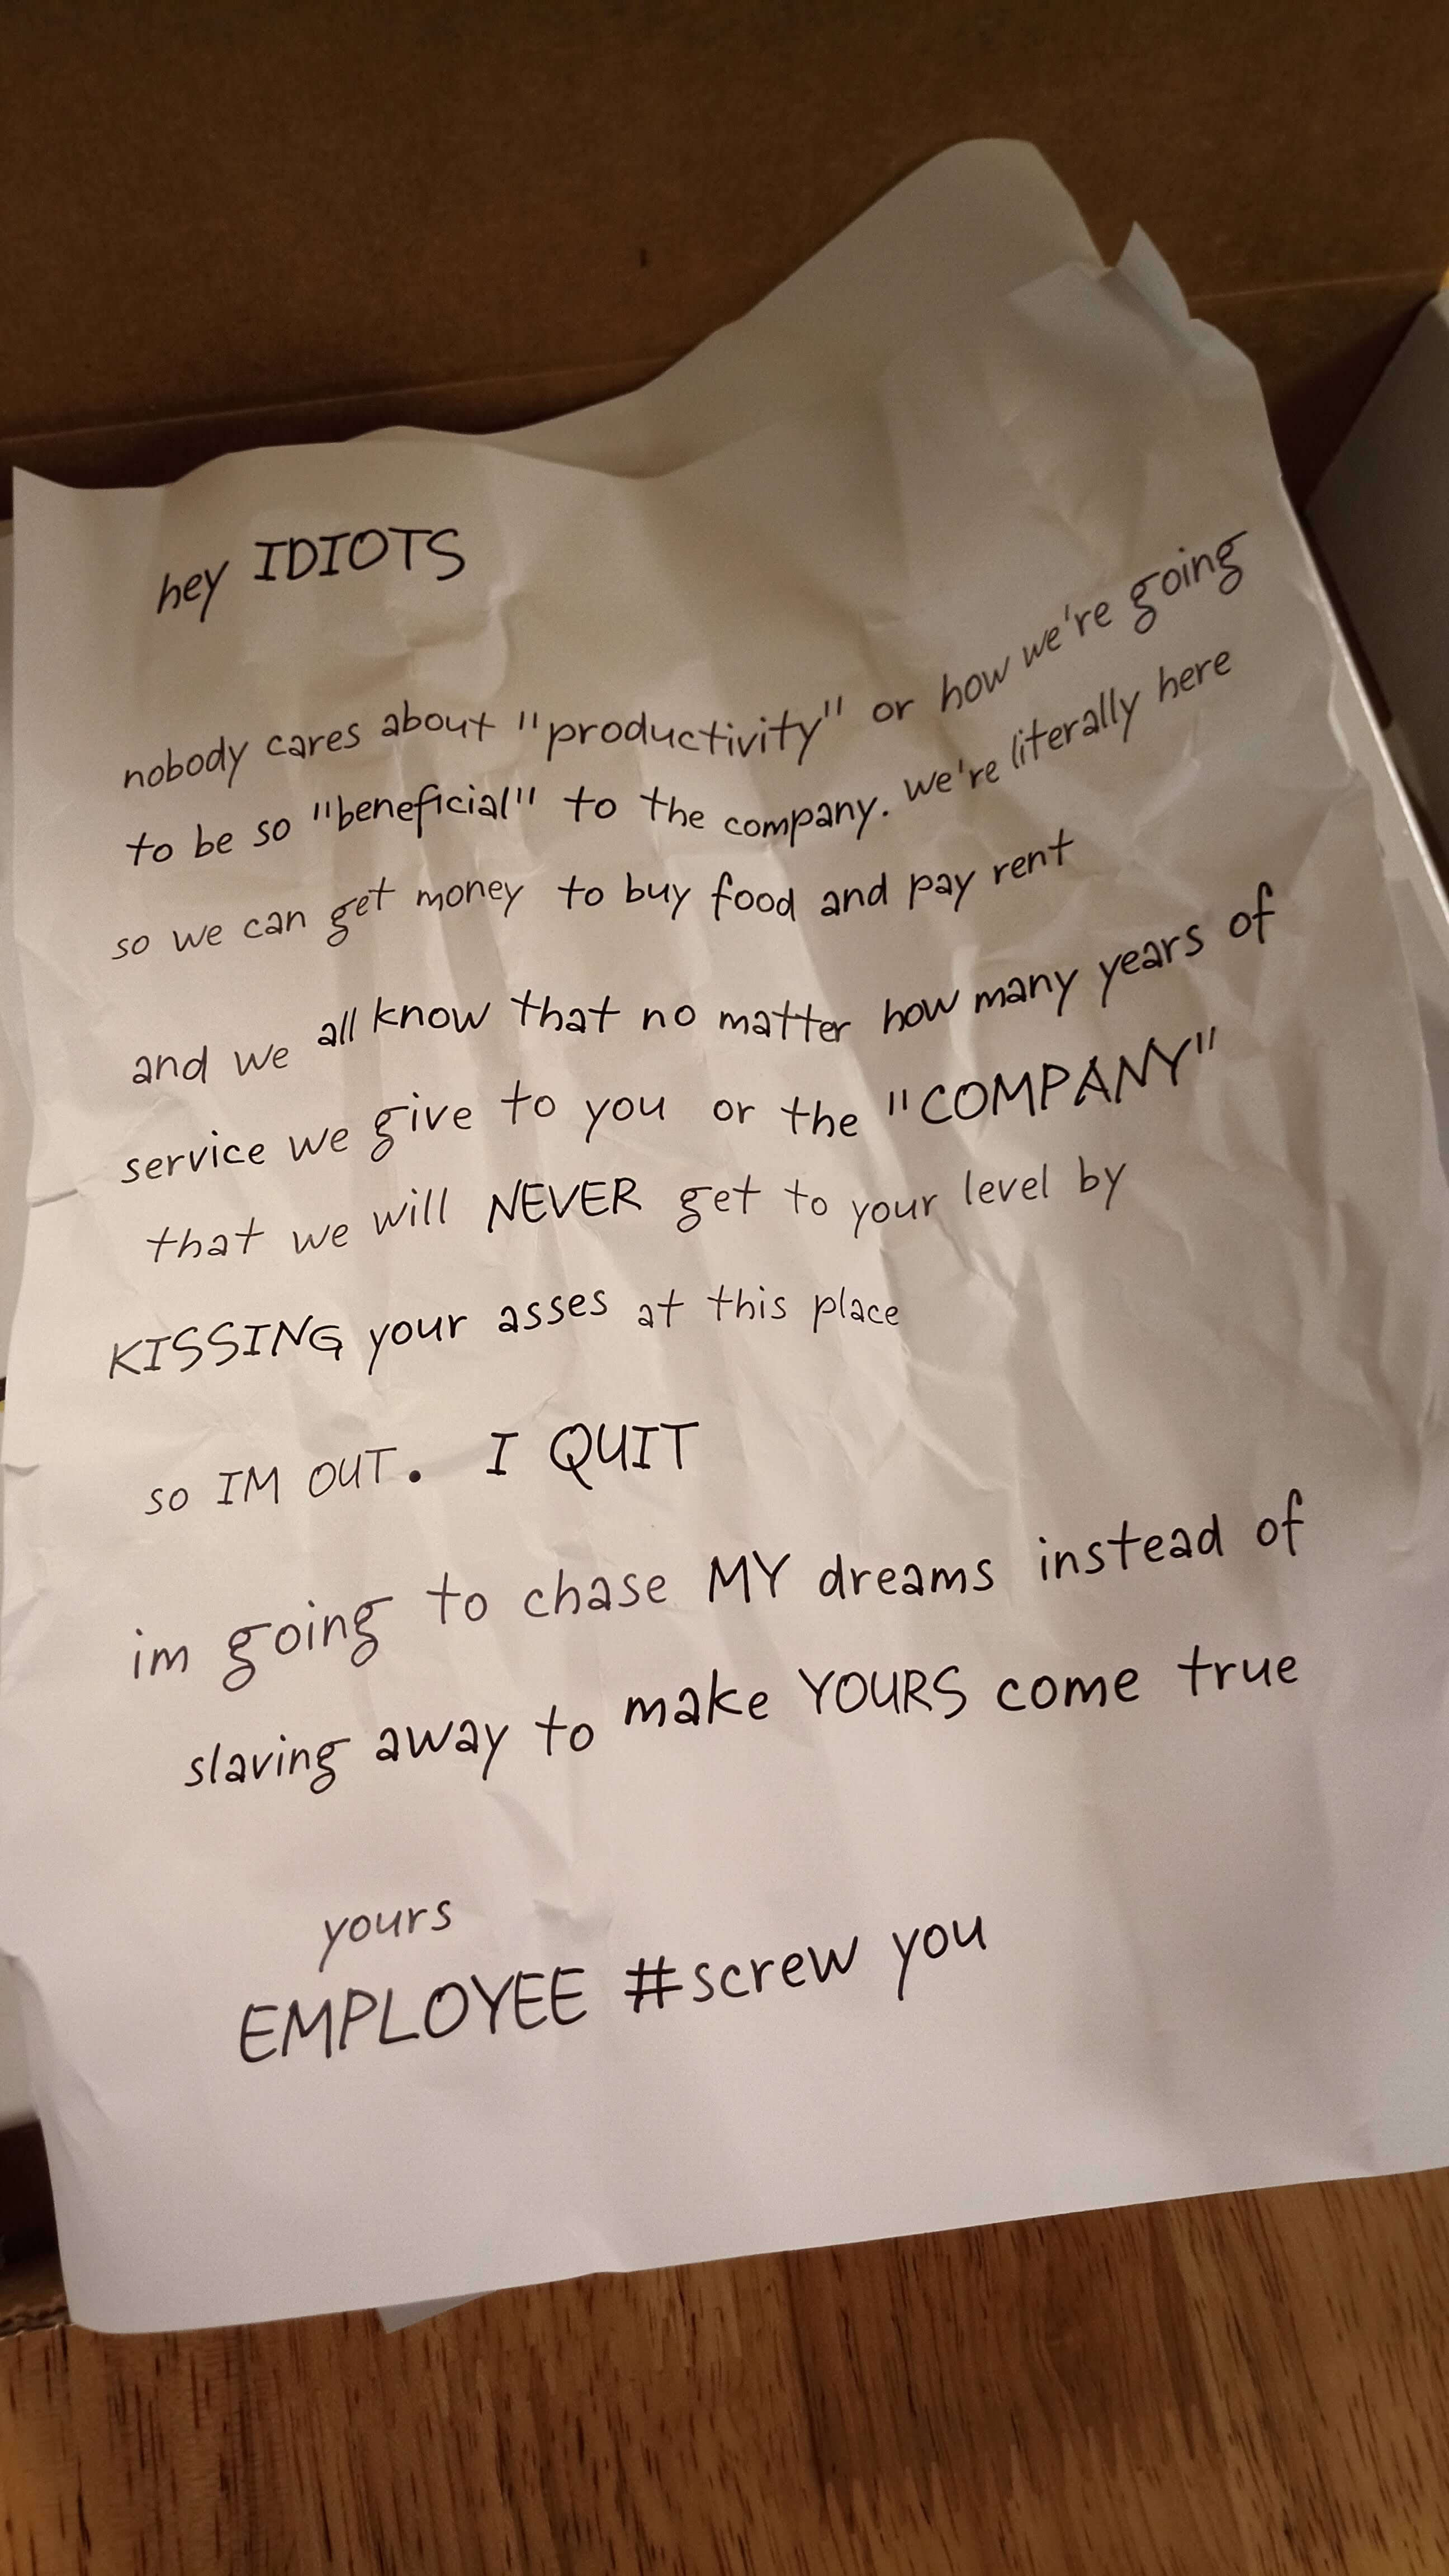 hey IDIOTS
nobody cares about "productivity" or how we're going
to be so "beneficial" to the company. we're literally here
so we can get money to buy food and pay rent
and we all know that no matter how many years of
service we give to you or the "COMPANY"
that we will NEVER get to your level by
KISSING your asses at this place
so IM OUT. I QUIT
im going to chase MY dreams instead of
slaving away to make YOURS come true
yours
EMPLOYEE #screw you